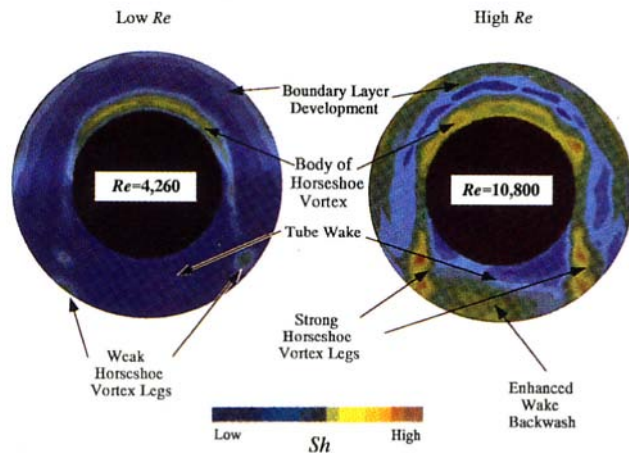 Low Re
High Re
Boundary Layer
Development
Body of
Horseshoe
Vortex
Re=4,260
Re=10,800
Tube Wake
Weak
Horseshoe
Vortex Legs
Strong
Horseshoe
Vortex Legs
Enhanced
Wake
Backwash
Low
High
Sh